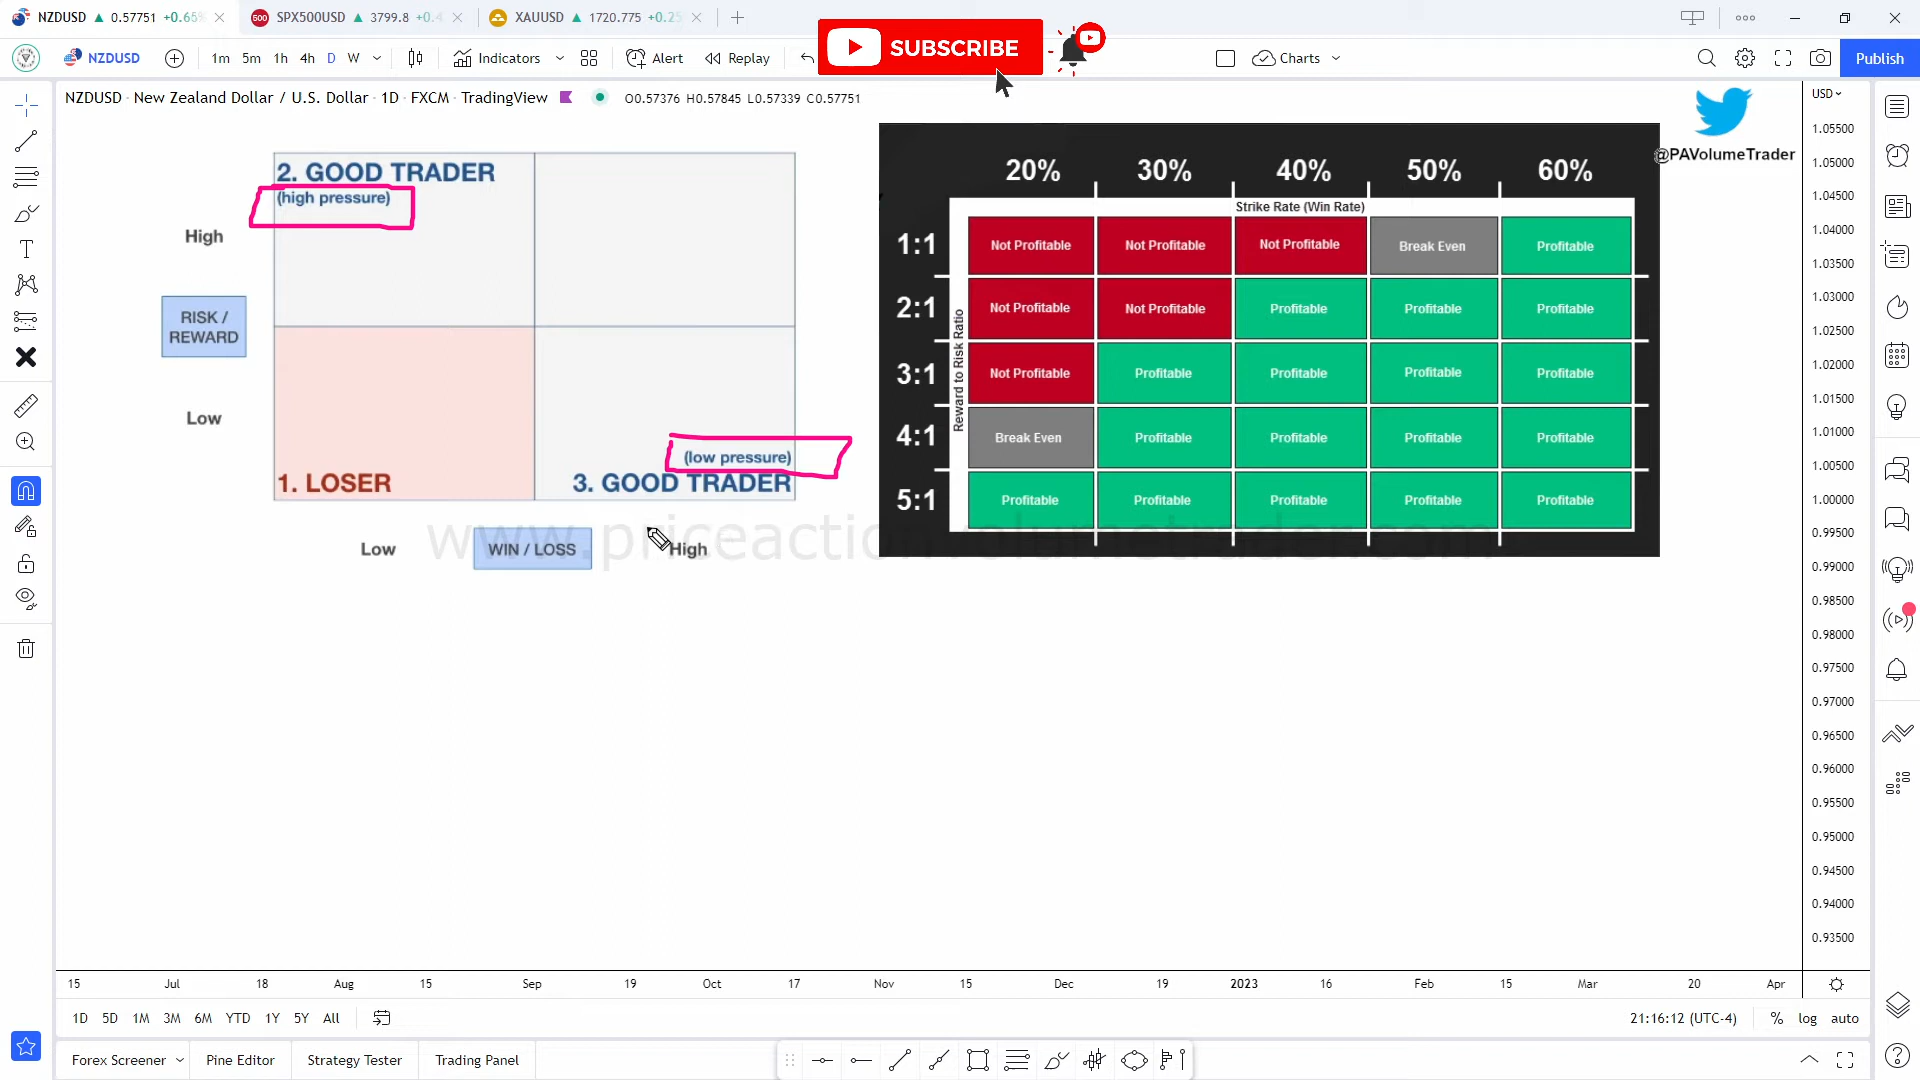 NZDUSD ▲ 0.57751 +0.65%
SPX500USD ▲ 3799.8 +0.4
XAUUSD ▲ 1720.775 +0.25
SUBSCRIBE
NZDUSD
1m 5m 1h 4h D W
Indicators
Alert
Replay
Charts
Publish
NZDUSD · New Zealand Dollar / U.S. Dollar · 1D · FXCM · TradingView
O0.57376 H0.57845 L0.57339 C0.57751
USD
@PAVolumeTrader
2. GOOD TRADER
(high pressure)
High
RISK /
REWARD
Low
(low pressure)
1. LOSER
3. GOOD TRADER
Low
WIN / LOSS
High
20% 30% 40% 50% 60%
Strike Rate (Win Rate)
Reward to Risk Ratio
1:1 Not Profitable Not Profitable Not Profitable Break Even Profitable
2:1 Not Profitable Not Profitable Profitable Profitable Profitable
3:1 Not Profitable Profitable Profitable Profitable Profitable
4:1 Break Even Profitable Profitable Profitable Profitable
5:1 Profitable Profitable Profitable Profitable Profitable
www.priceactionvolumetrader.com
1.05500
1.05000
1.04500
1.04000
1.03500
1.03000
1.02500
1.02000
1.01500
1.01000
1.00500
1.00000
0.99500
0.99000
0.98500
0.98000
0.97500
0.97000
0.96500
0.96000
0.95500
0.95000
0.94500
0.94000
0.93500
15 Jul 18 Aug 15 Sep 19 Oct 17 Nov 15 Dec 19 2023 16 Feb 15 Mar 20 Apr
1D 5D 1M 3M 6M YTD 1Y 5Y All
21:16:12 (UTC-4) % log auto
Forex Screener
Pine Editor
Strategy Tester
Trading Panel